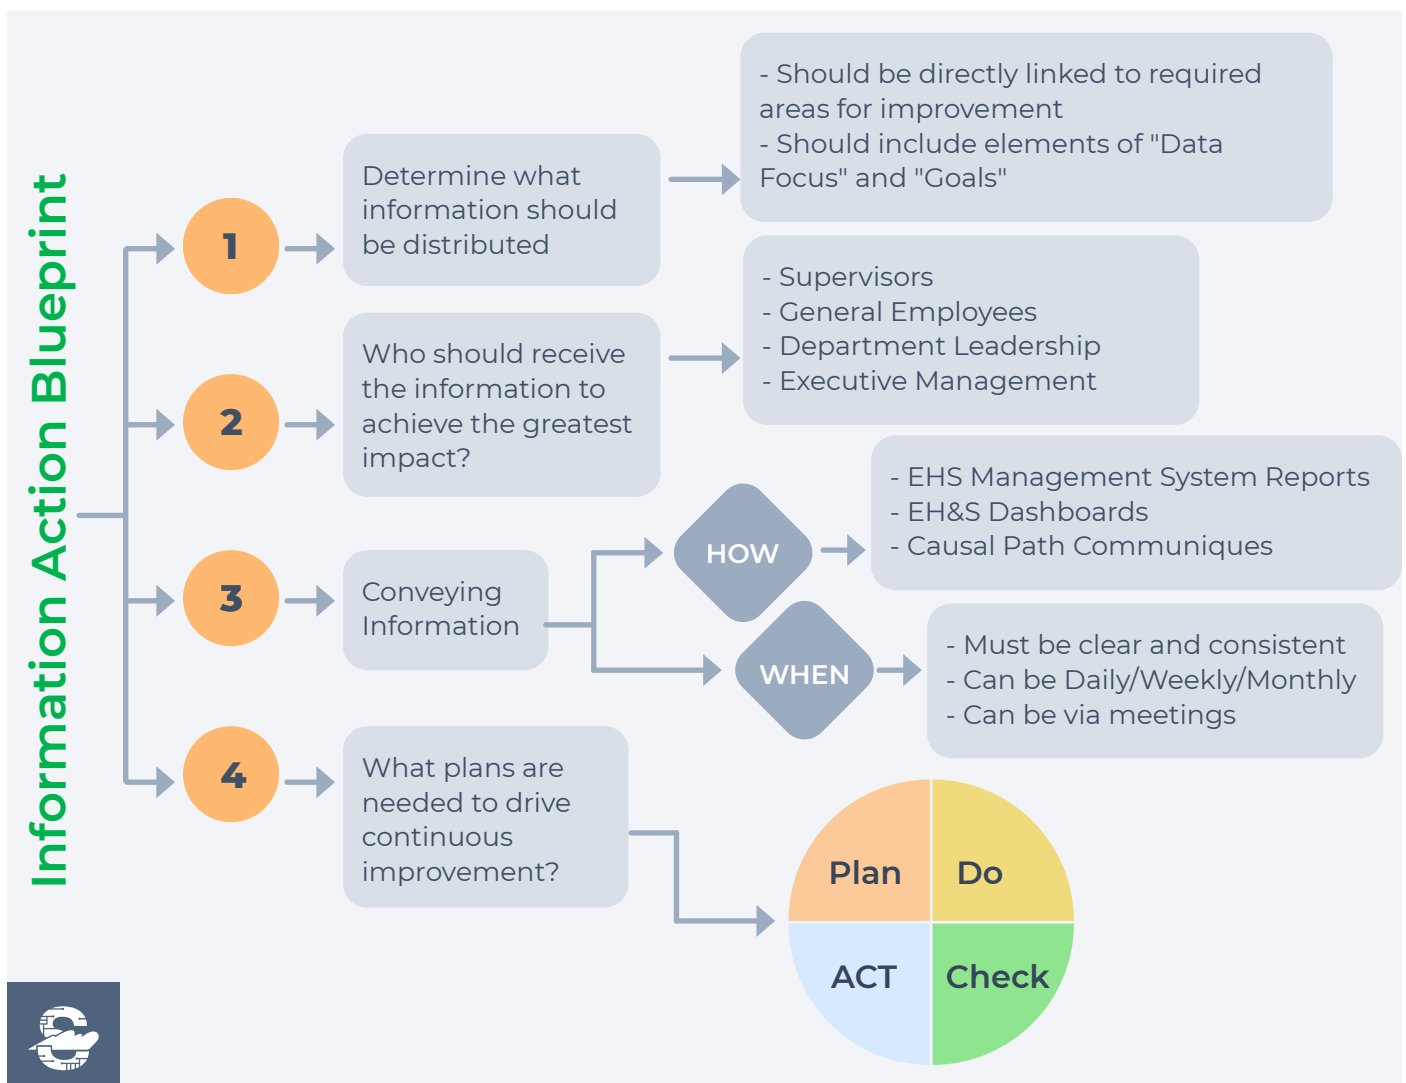 Information Action Blueprint
1
Determine what
information should
be distributed
- Should be directly linked to required
areas for improvement
- Should include elements of "Data
Focus" and "Goals"
2
Who should receive
the information to
achieve the greatest
impact?
- Supervisors
- General Employees
- Department Leadership
- Executive Management
3
Conveying
Information
HOW
- EHS Management System Reports
- EH&S Dashboards
- Causal Path Communiques
WHEN
- Must be clear and consistent
- Can be Daily/Weekly/Monthly
- Can be via meetings
4
What plans are
needed to drive
continuous
improvement?
Plan
Do
ACT
Check